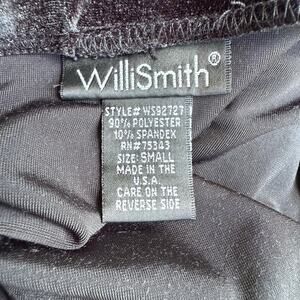 WilliSmith®
STYLE# WS92727
90% POLYESTER
10% SPANDEX
RN# 75343
SIZE: SMALL
MADE IN THE
U.S.A.
CARE ON THE
REVERSE SIDE